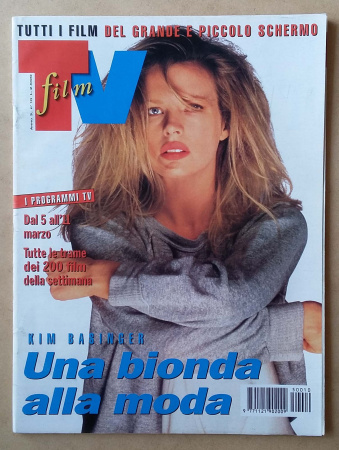 TUTTI I FILM DEL GRANDE E PICCOLO SCHERMO
film
TV
I PROGRAMMI TV
Dal 5 all'11
marzo
Tutte le trame
dei 200 film
della settimana
KIM BASINGER
Una bionda
alla moda